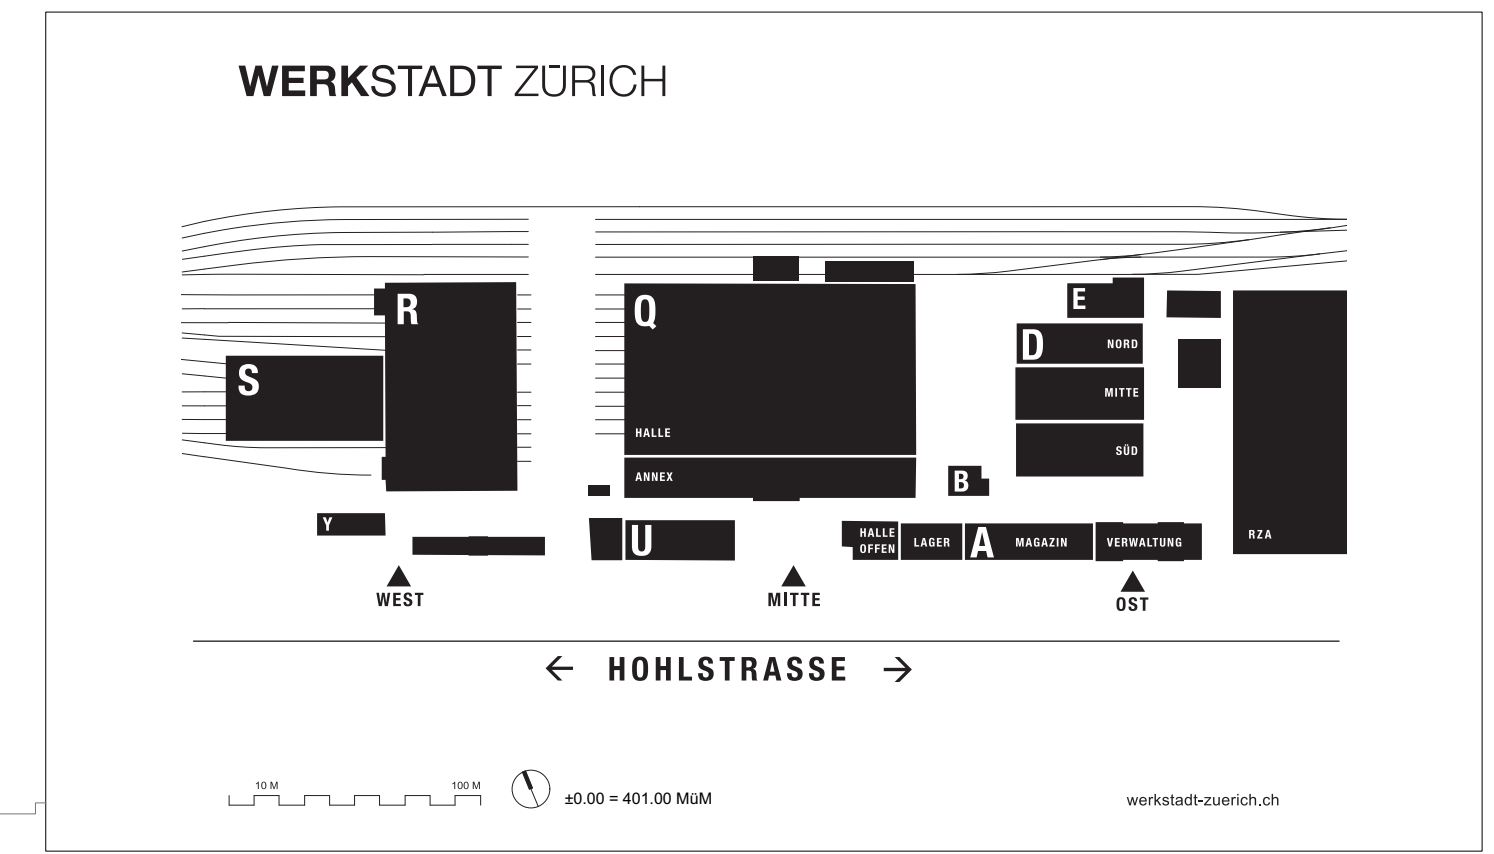 WERKSTADT ZÜRICH
E
R
Q
D
NORD
S
MITTE
HALLE
SÜD
ANNEX
B
Y
U
HALLE
OFFEN
LAGER
A
MAGAZIN
VERWALTUNG
RZA
WEST
MITTE
OST
← HOHLSTRASSE →
10 M
100 M
±0.00 = 401.00 MüM
werkstadt-zuerich.ch